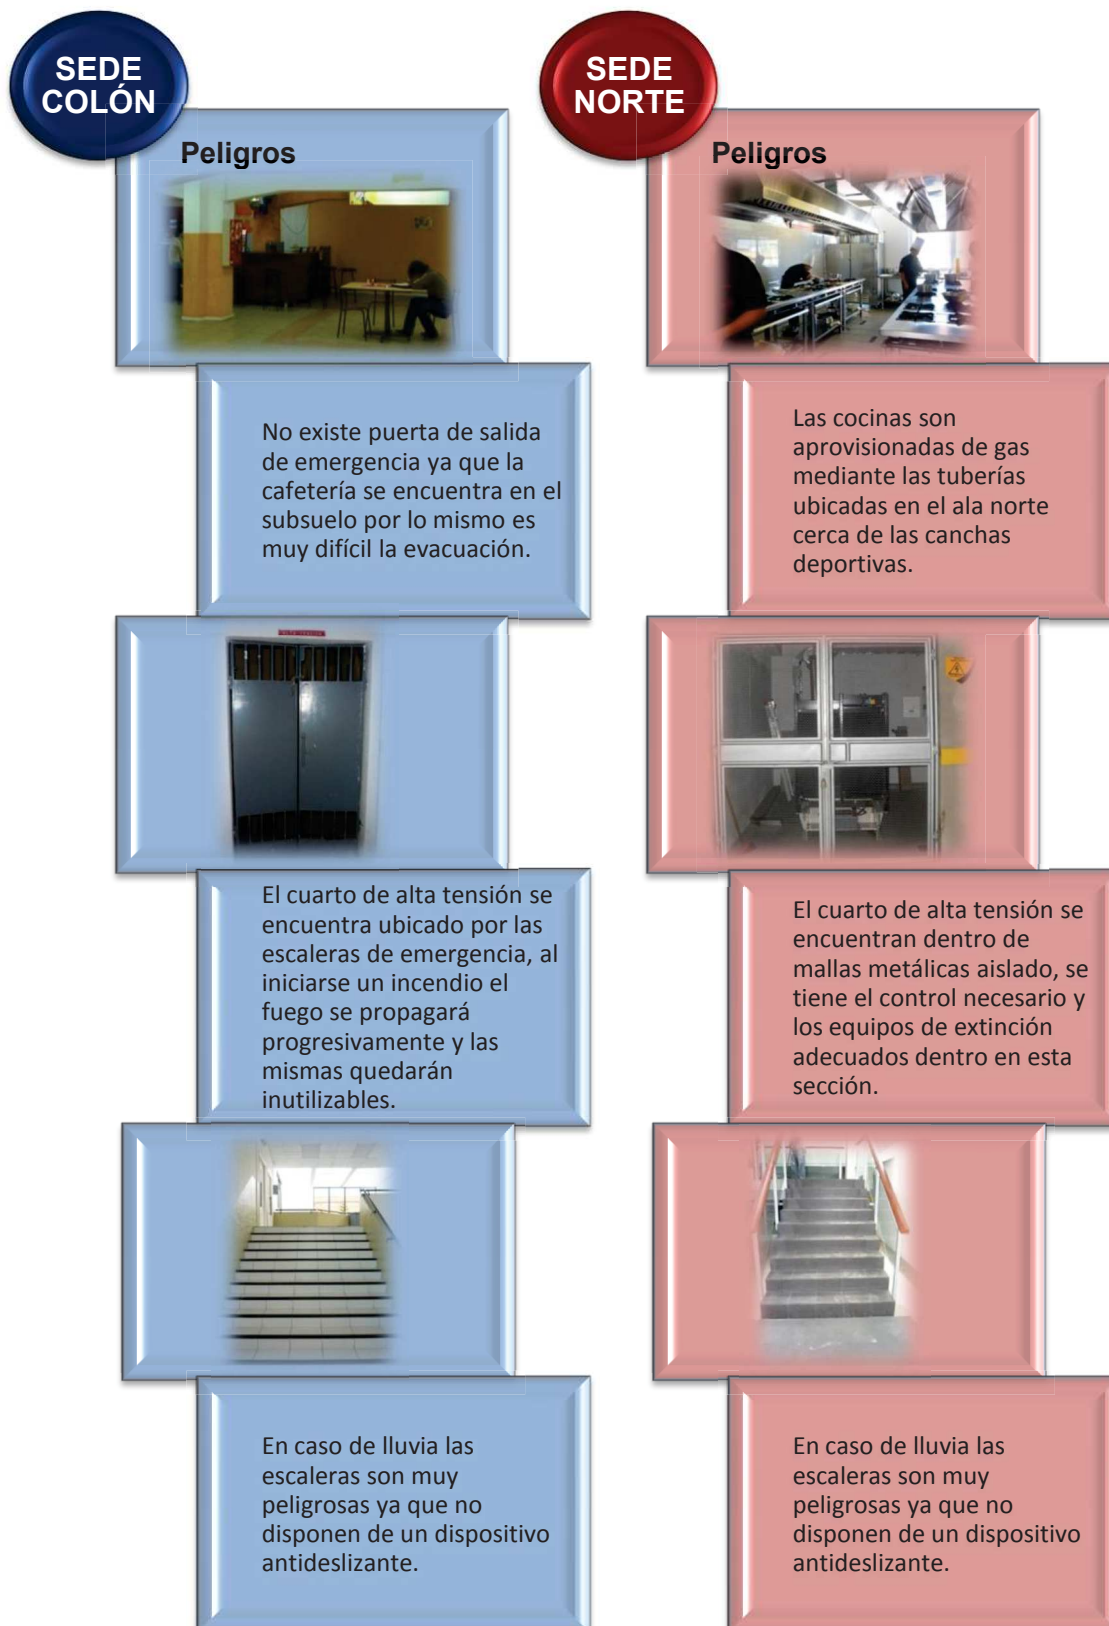 SEDE
COLÓN
Peligros
No existe puerta de salida
de emergencia ya que la
cafetería se encuentra en el
subsuelo por lo mismo es
muy difícil la evacuación.
El cuarto de alta tensión se
encuentra ubicado por las
escaleras de emergencia, al
iniciarse un incendio el
fuego se propagará
progresivamente y las
mismas quedarán
inutilizables.
En caso de lluvia las
escaleras son muy
peligrosas ya que no
disponen de un dispositivo
antideslizante.
SEDE
NORTE
Peligros
Las cocinas son
aprovisionadas de gas
mediante las tuberías
ubicadas en el ala norte
cerca de las canchas
deportivas.
El cuarto de alta tensión se
encuentran dentro de
mallas metálicas aislado, se
tiene el control necesario y
los equipos de extinción
adecuados dentro en esta
sección.
En caso de lluvia las
escaleras son muy
peligrosas ya que no
disponen de un dispositivo
antideslizante.